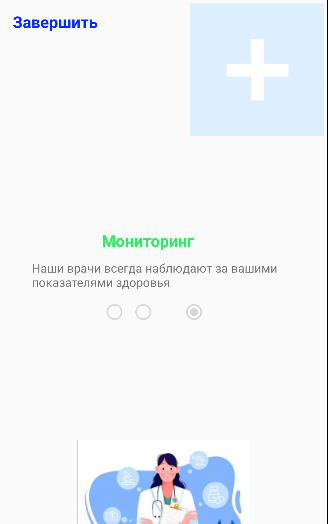 Завершить
Мониторинг
Наши врачи всегда наблюдают за вашими
показателями здоровья